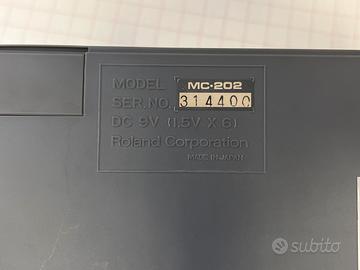 MODEL MC-202
SER.NO. 314400
DC 9V (1.5V X 6)
Roland Corporation
MADE IN JAPAN
subito